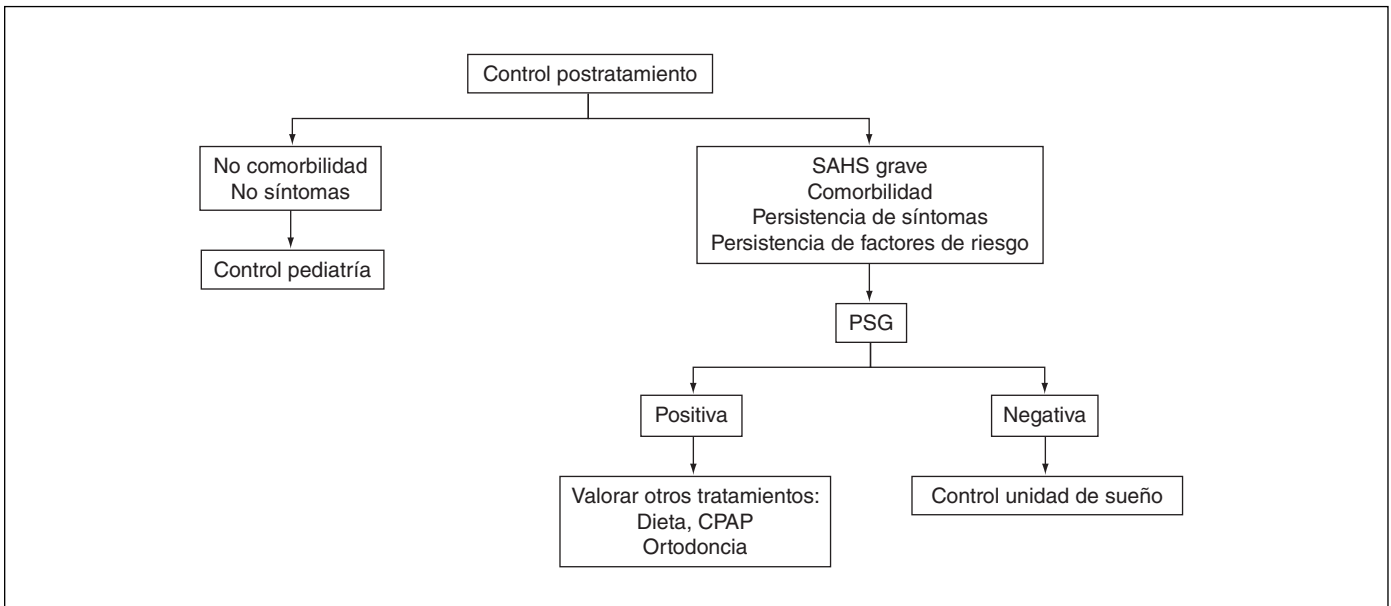 Control postratamiento
No comorbilidad
No síntomas
SAHS grave
Comorbilidad
Persistencia de síntomas
Persistencia de factores de riesgo
Control pediatría
PSG
Positiva
Negativa
Valorar otros tratamientos:
Dieta, CPAP
Ortodoncia
Control unidad de sueño